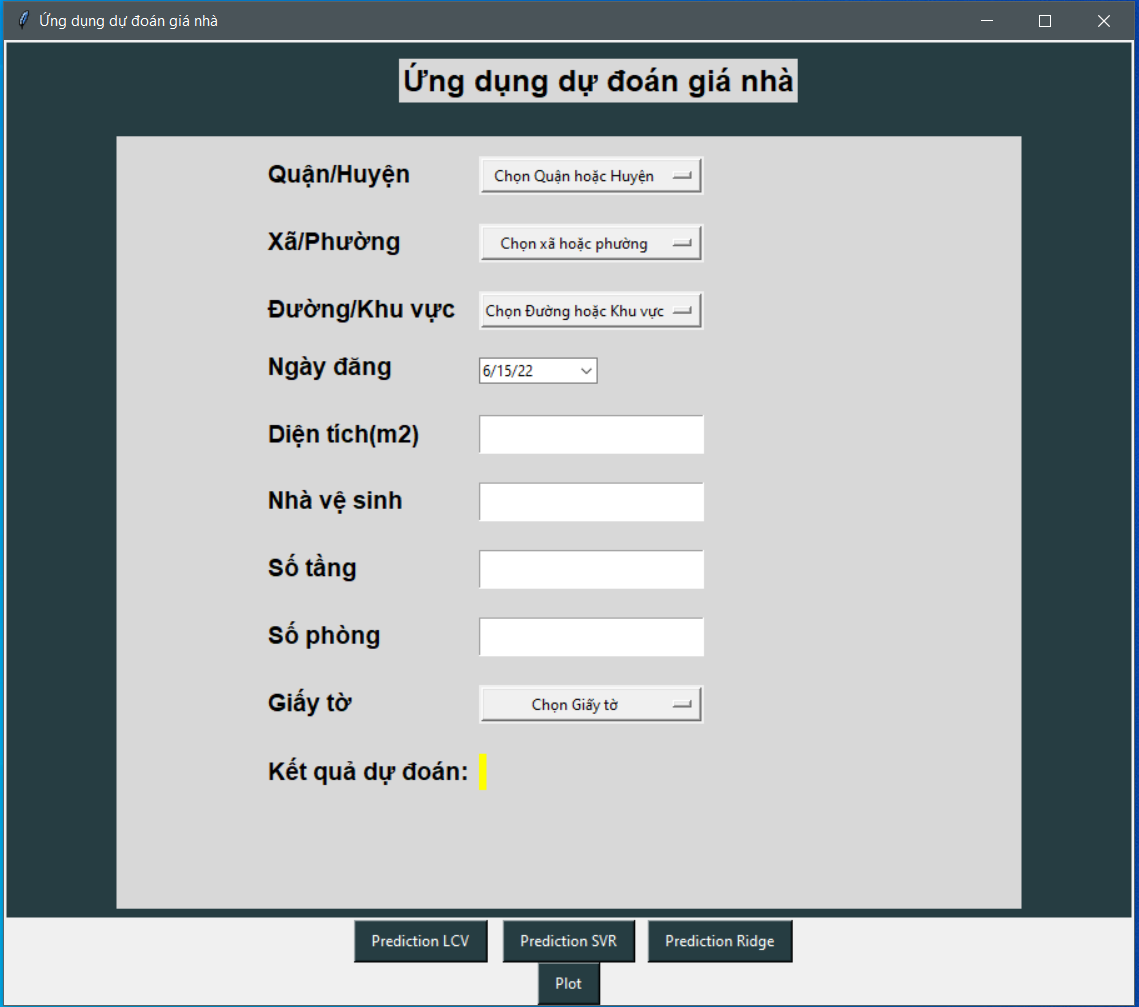 Ứng dụng dự đoán giá nhà
Ứng dụng dự đoán giá nhà
Quận/Huyện Chọn Quận hoặc Huyện
Xã/Phường Chọn xã hoặc phường
Đường/Khu vực Chọn Đường hoặc Khu vực
Ngày đăng 6/15/22
Diện tích(m2)
Nhà vệ sinh
Số tầng
Số phòng
Giấy tờ Chọn Giấy tờ
Kết quả dự đoán:
Prediction LCV Prediction SVR Prediction Ridge
Plot